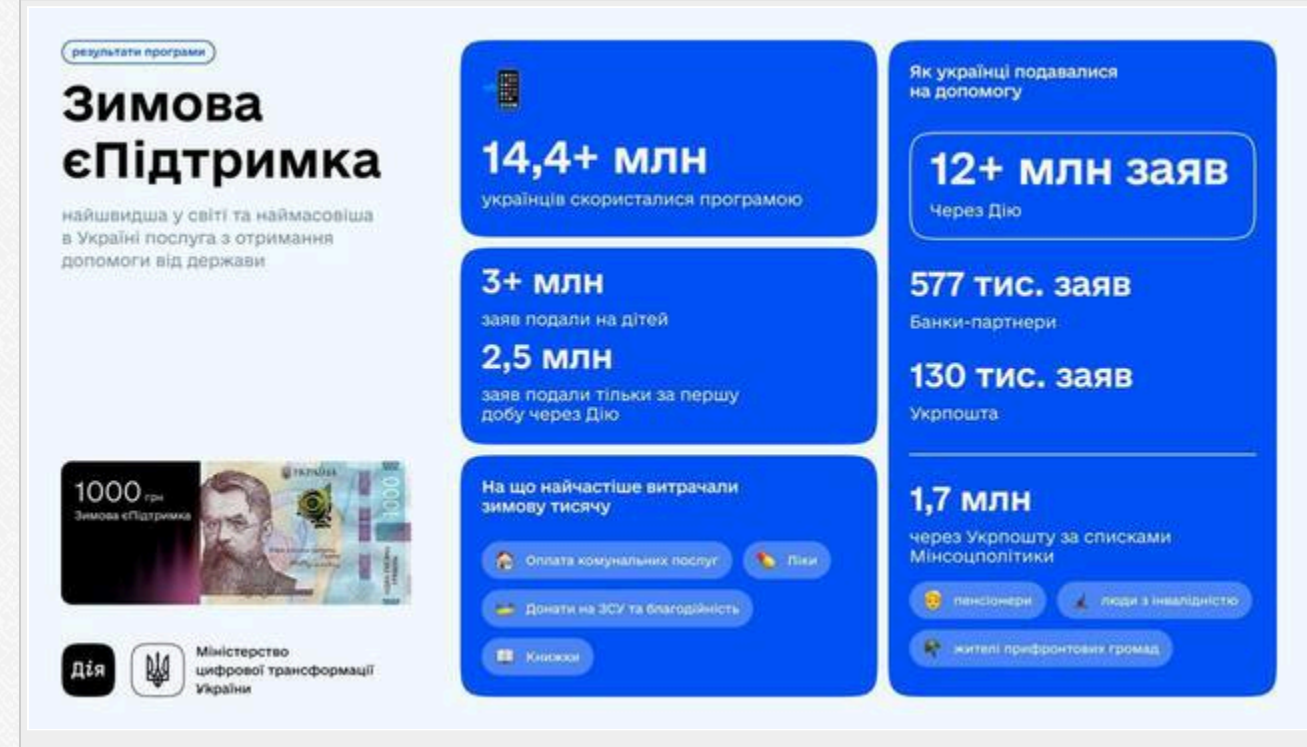 результати програми
Зимова
єПідтримка
найшвидша у світі та наймасовіша
в Україні послуга з отримання
допомоги від держави
1000 грн
Зимова єПідтримка
УКРАЇНА
1000
Дія
Міністерство
цифрової трансформації
України
14,4+ млн
українців скористалися програмою
3+ млн
заяв подали на дітей
2,5 млн
заяв подали тільки за першу
добу через Дію
На що найчастіше витрачали
зимову тисячу
Оплата комунальних послуг
Ліки
Донати на ЗСУ та благодійність
Книжки
Як українці подавалися
на допомогу
12+ млн заяв
Через Дію
577 тис. заяв
Банки-партнери
130 тис. заяв
Укрпошта
1,7 млн
через Укрпошту за списками
Мінсоцполітики
пенсіонери
люди з інвалідністю
жителі прифронтових громад